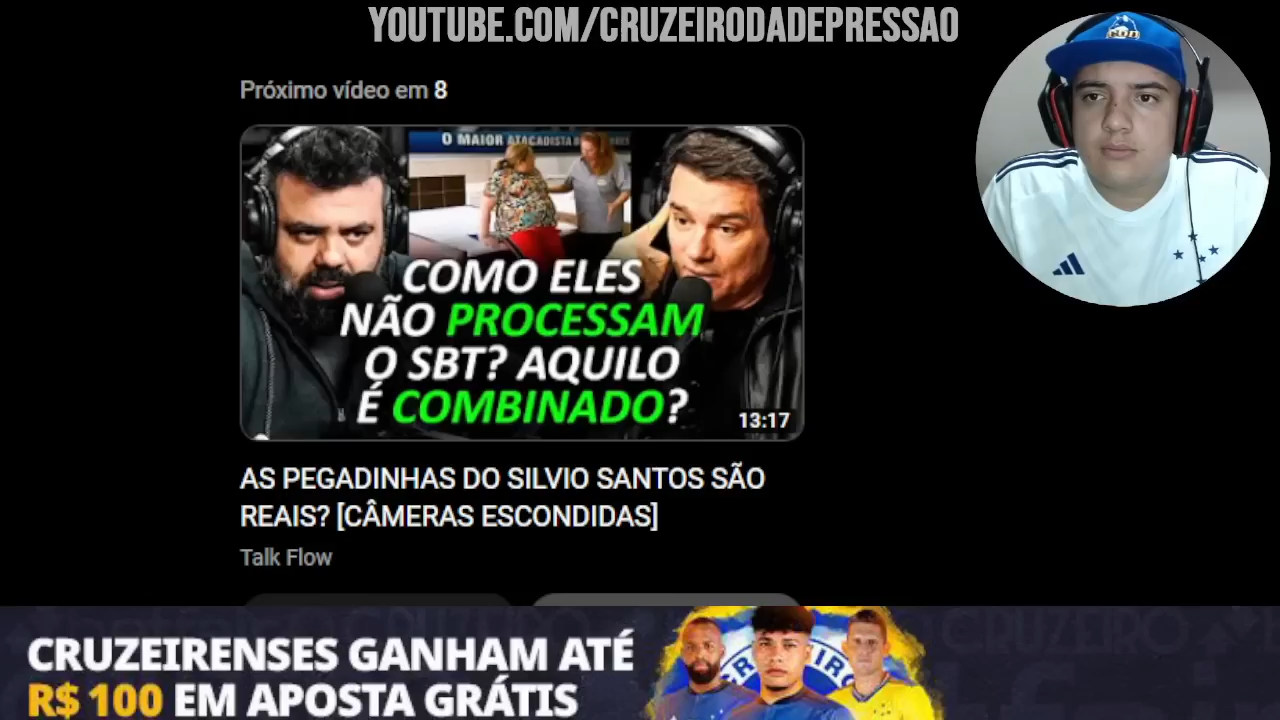 YOUTUBE.COM/CRUZEIRODADEPRESSAO
Próximo vídeo em 8
O MAIOR ATACADISTA
COMO ELES
NÃO PROCESSAM
O SBT? AQUILO
É COMBINADO?
13:17
AS PEGADINHAS DO SILVIO SANTOS SÃO
REAIS? [CÂMERAS ESCONDIDAS]
Talk Flow
CRUZEIRENSES GANHAM ATÉ
R$ 100 EM APOSTA GRÁTIS
CRUZEIRO